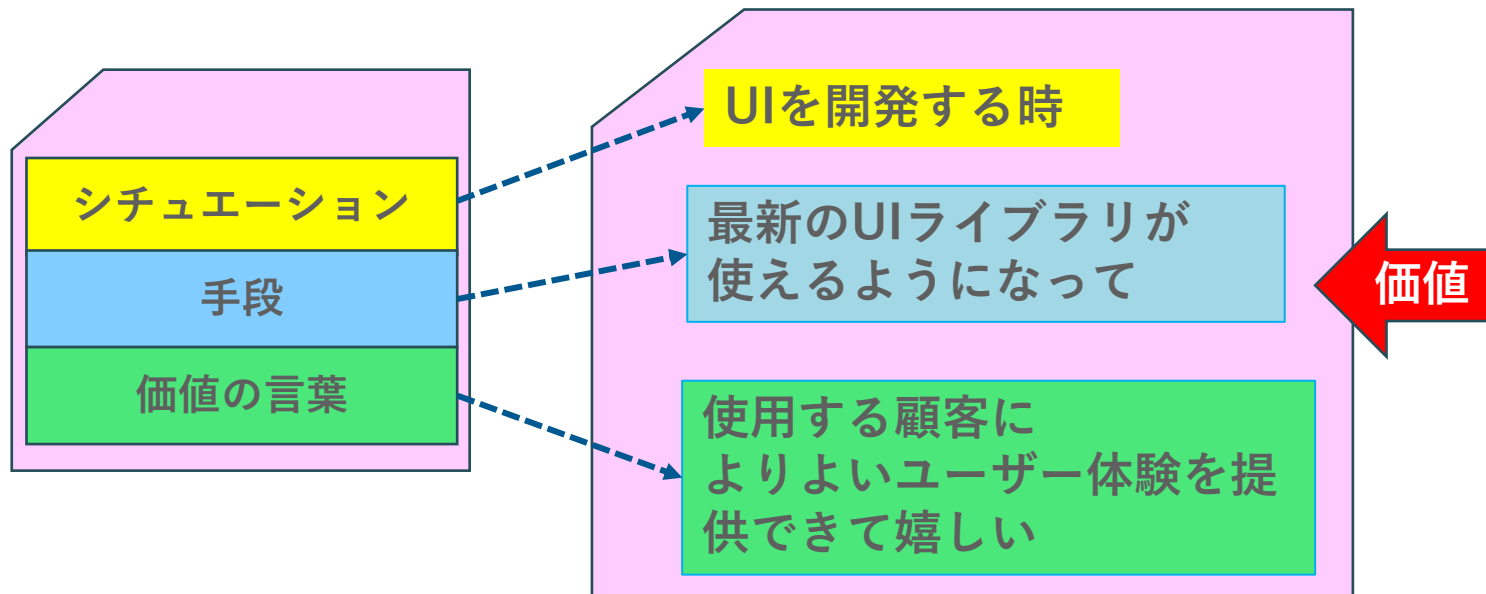 シチュエーション
手段
価値の言葉
UIを開発する時
最新のUIライブラリが
使えるようになって
使用する顧客に
よりよいユーザー体験を提
供できて嬉しい
価値